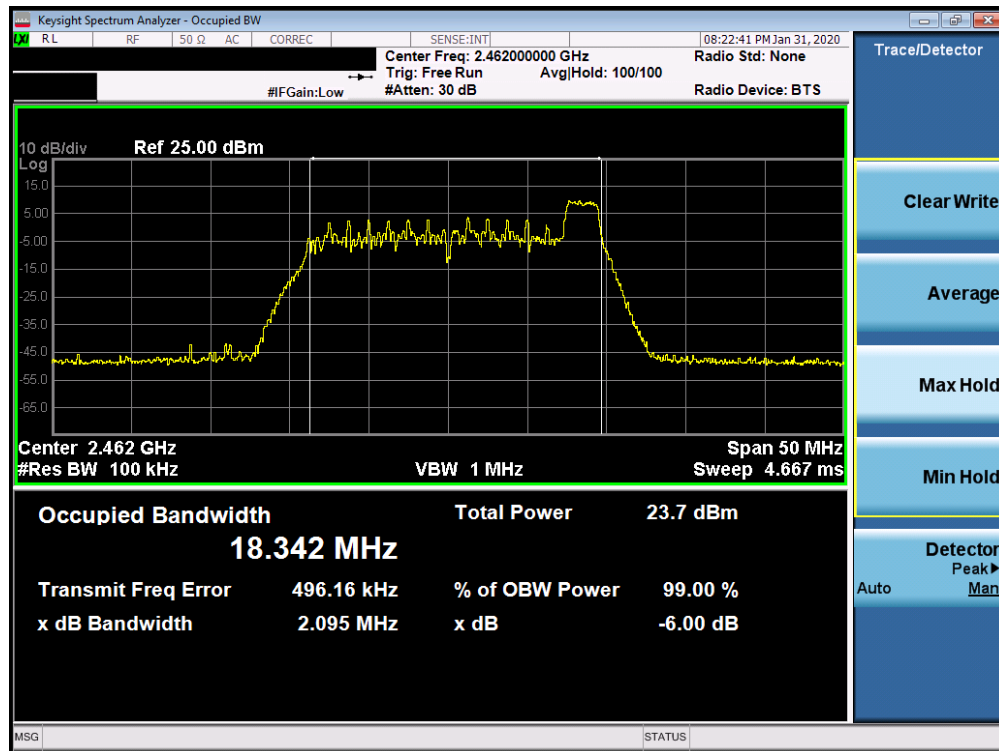 Keysight Spectrum Analyzer - Occupied BW
LXI RL RF 50 Ω AC CORREC SENSE:INT 08:22:41 PM Jan 31, 2020
Center Freq: 2.462000000 GHz Radio Std: None
Trig: Free Run Avg|Hold: 100/100
#IFGain:Low #Atten: 30 dB Radio Device: BTS
Trace/Detector
10 dB/div Ref 25.00 dBm
Log
15.0
5.00
-5.00
-15.0
-25.0
-35.0
-45.0
-55.0
-65.0
Center 2.462 GHz Span 50 MHz
#Res BW 100 kHz VBW 1 MHz Sweep 4.667 ms
Occupied Bandwidth Total Power 23.7 dBm
18.342 MHz
Transmit Freq Error 496.16 kHz % of OBW Power 99.00 %
x dB Bandwidth 2.095 MHz x dB -6.00 dB
Clear Write
Average
Max Hold
Min Hold
Detector
Peak▶
Auto Man
MSG STATUS